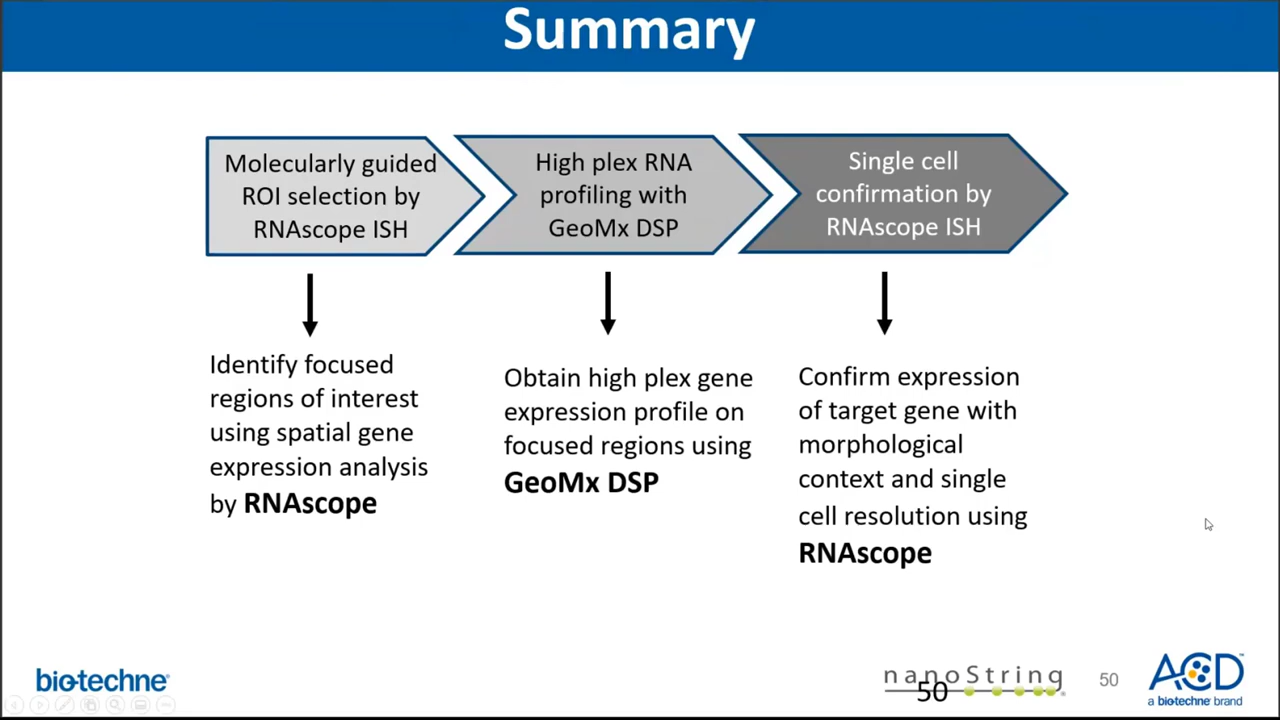 Summary
Molecularly guided
ROI selection by
RNAscope ISH
High plex RNA
profiling with
GeoMx DSP
Single cell
confirmation by
RNAscope ISH
Identify focused
regions of interest
using spatial gene
expression analysis
by RNAscope
Obtain high plex gene
expression profile on
focused regions using
GeoMx DSP
Confirm expression
of target gene with
morphological
context and single
cell resolution using
RNAscope
bio-techne
nanoString
50
50
ACD
a biotechne brand